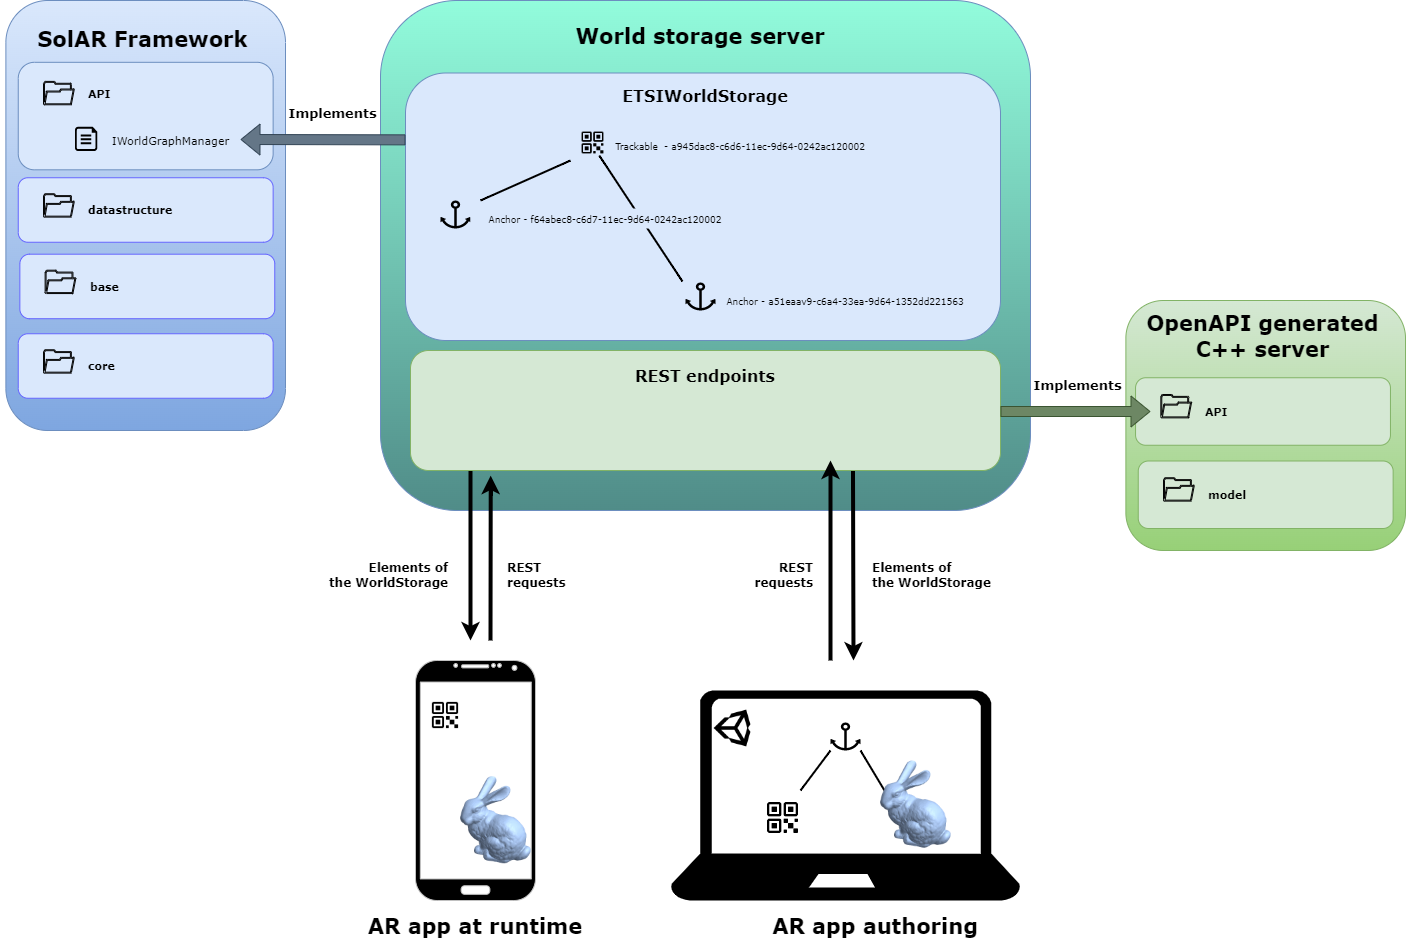 SolAR Framework
API
IWorldGraphManager
datastructure
base
core
Implements
World storage server
ETSIWorldStorage
Trackable - a945dac8-c6d6-11ec-9d64-0242ac120002
Anchor - f64abec8-c6d7-11ec-9d64-0242ac120002
Anchor - a51eaav9-c6a4-33ea-9d64-1352dd221563
REST endpoints
Implements
OpenAPI generated
C++ server
API
model
Elements of
the WorldStorage
REST
requests
REST
requests
Elements of
the WorldStorage
AR app at runtime
AR app authoring